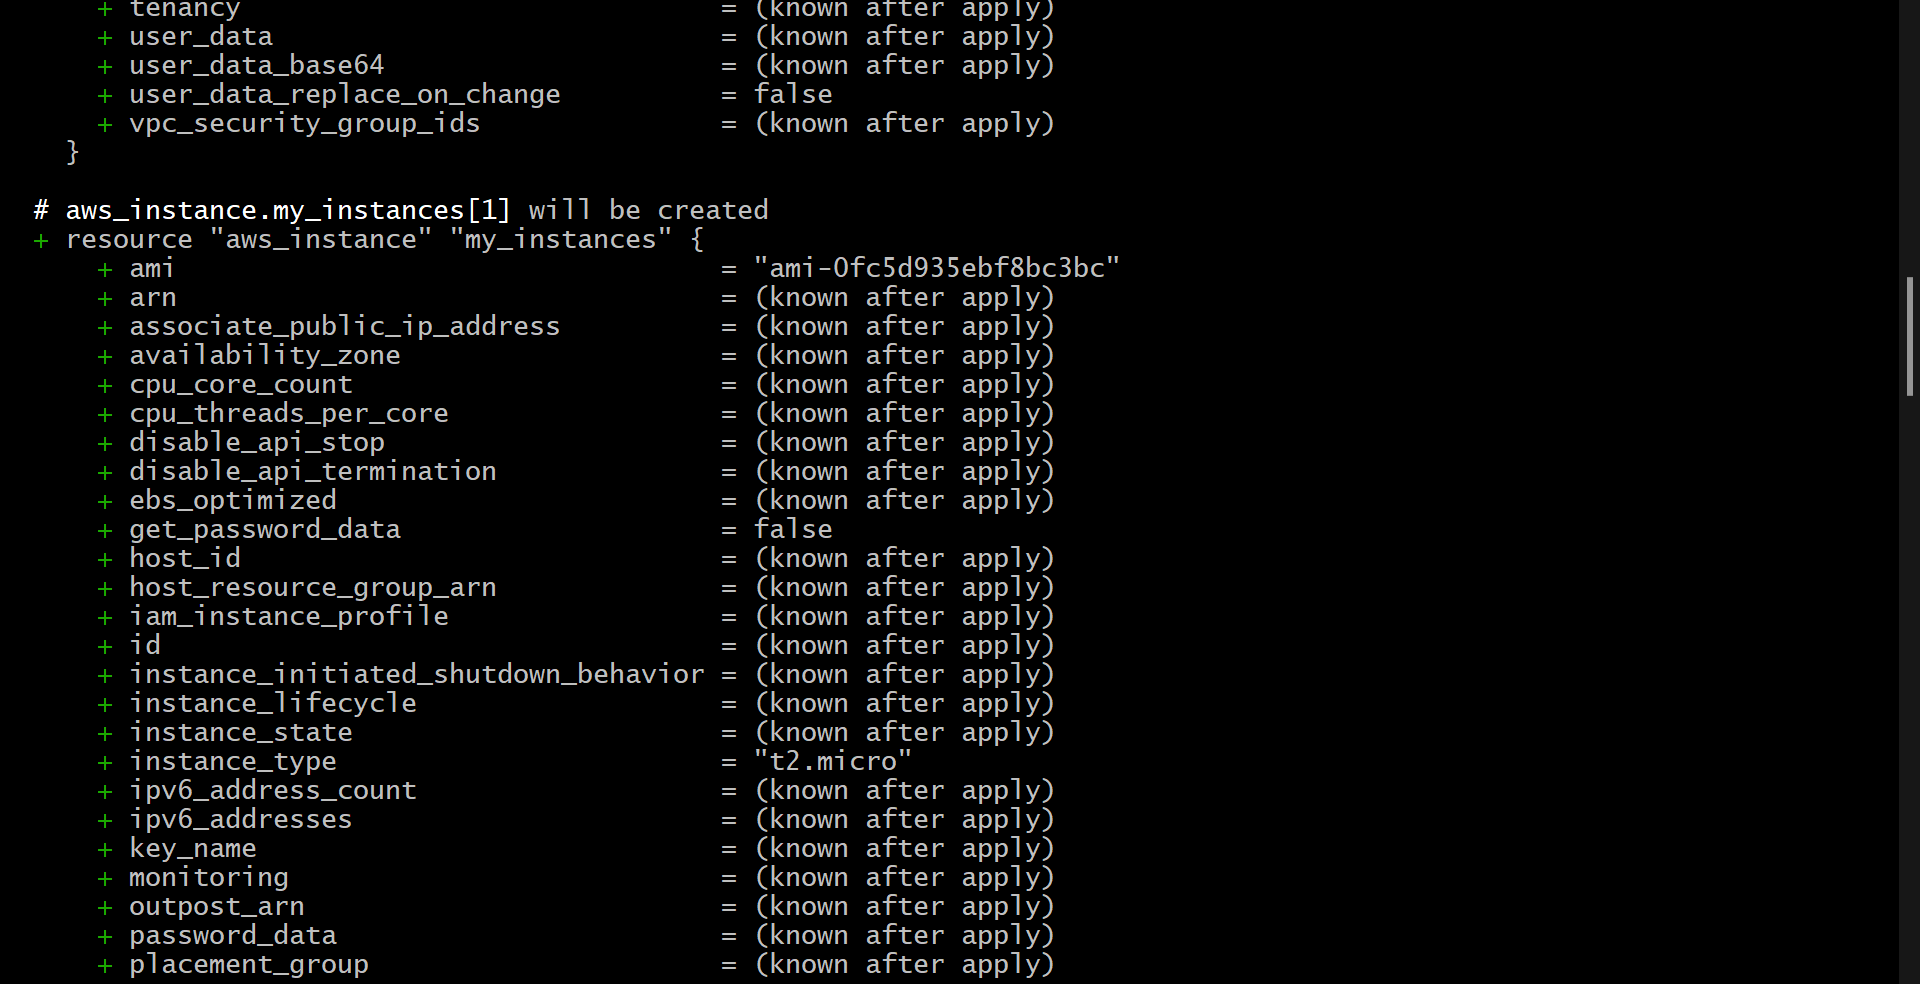 + tenancy = (known after apply)
+ user_data = (known after apply)
+ user_data_base64 = (known after apply)
+ user_data_replace_on_change = false
+ vpc_security_group_ids = (known after apply)
}
# aws_instance.my_instances[1] will be created
+ resource "aws_instance" "my_instances" {
+ ami = "ami-0fc5d935ebf8bc3bc"
+ arn = (known after apply)
+ associate_public_ip_address = (known after apply)
+ availability_zone = (known after apply)
+ cpu_core_count = (known after apply)
+ cpu_threads_per_core = (known after apply)
+ disable_api_stop = (known after apply)
+ disable_api_termination = (known after apply)
+ ebs_optimized = (known after apply)
+ get_password_data = false
+ host_id = (known after apply)
+ host_resource_group_arn = (known after apply)
+ iam_instance_profile = (known after apply)
+ id = (known after apply)
+ instance_initiated_shutdown_behavior = (known after apply)
+ instance_lifecycle = (known after apply)
+ instance_state = (known after apply)
+ instance_type = "t2.micro"
+ ipv6_address_count = (known after apply)
+ ipv6_addresses = (known after apply)
+ key_name = (known after apply)
+ monitoring = (known after apply)
+ outpost_arn = (known after apply)
+ password_data = (known after apply)
+ placement_group = (known after apply)